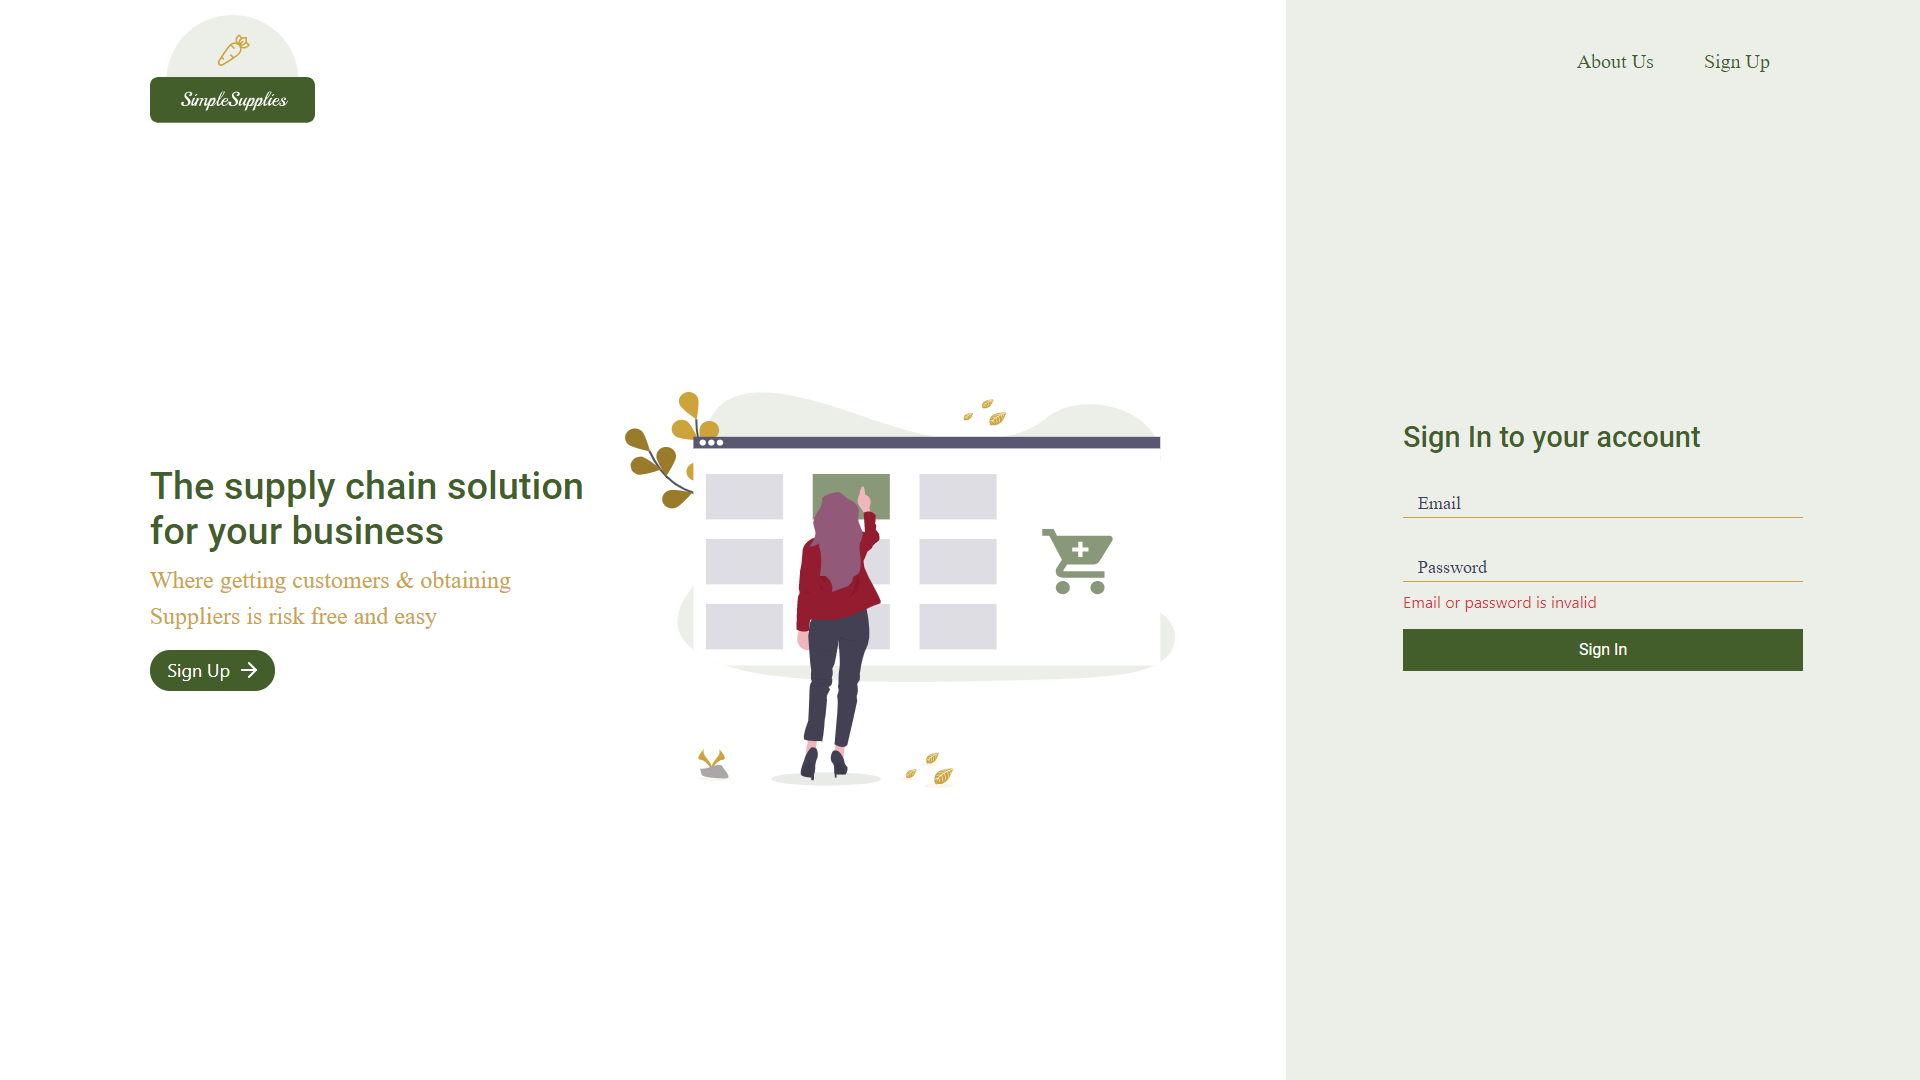 SimpleSupplies
About Us
Sign Up
The supply chain solution
for your business
Where getting customers & obtaining
Suppliers is risk free and easy
Sign Up
Sign In to your account
Email
Password
Email or password is invalid
Sign In